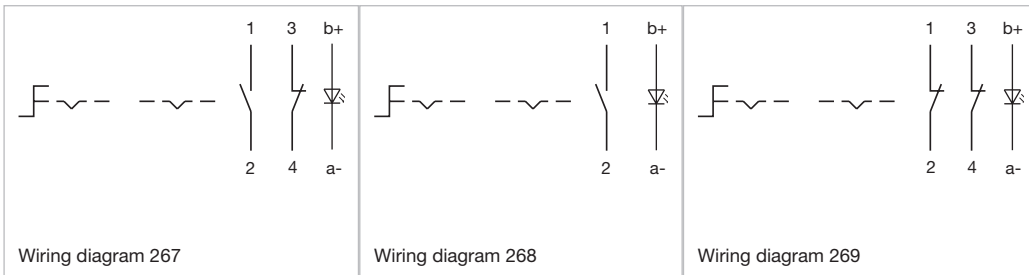 1 3 b+
2 4 a-
Wiring diagram 267
1 b+
2 a-
Wiring diagram 268
1 3 b+
2 4 a-
Wiring diagram 269